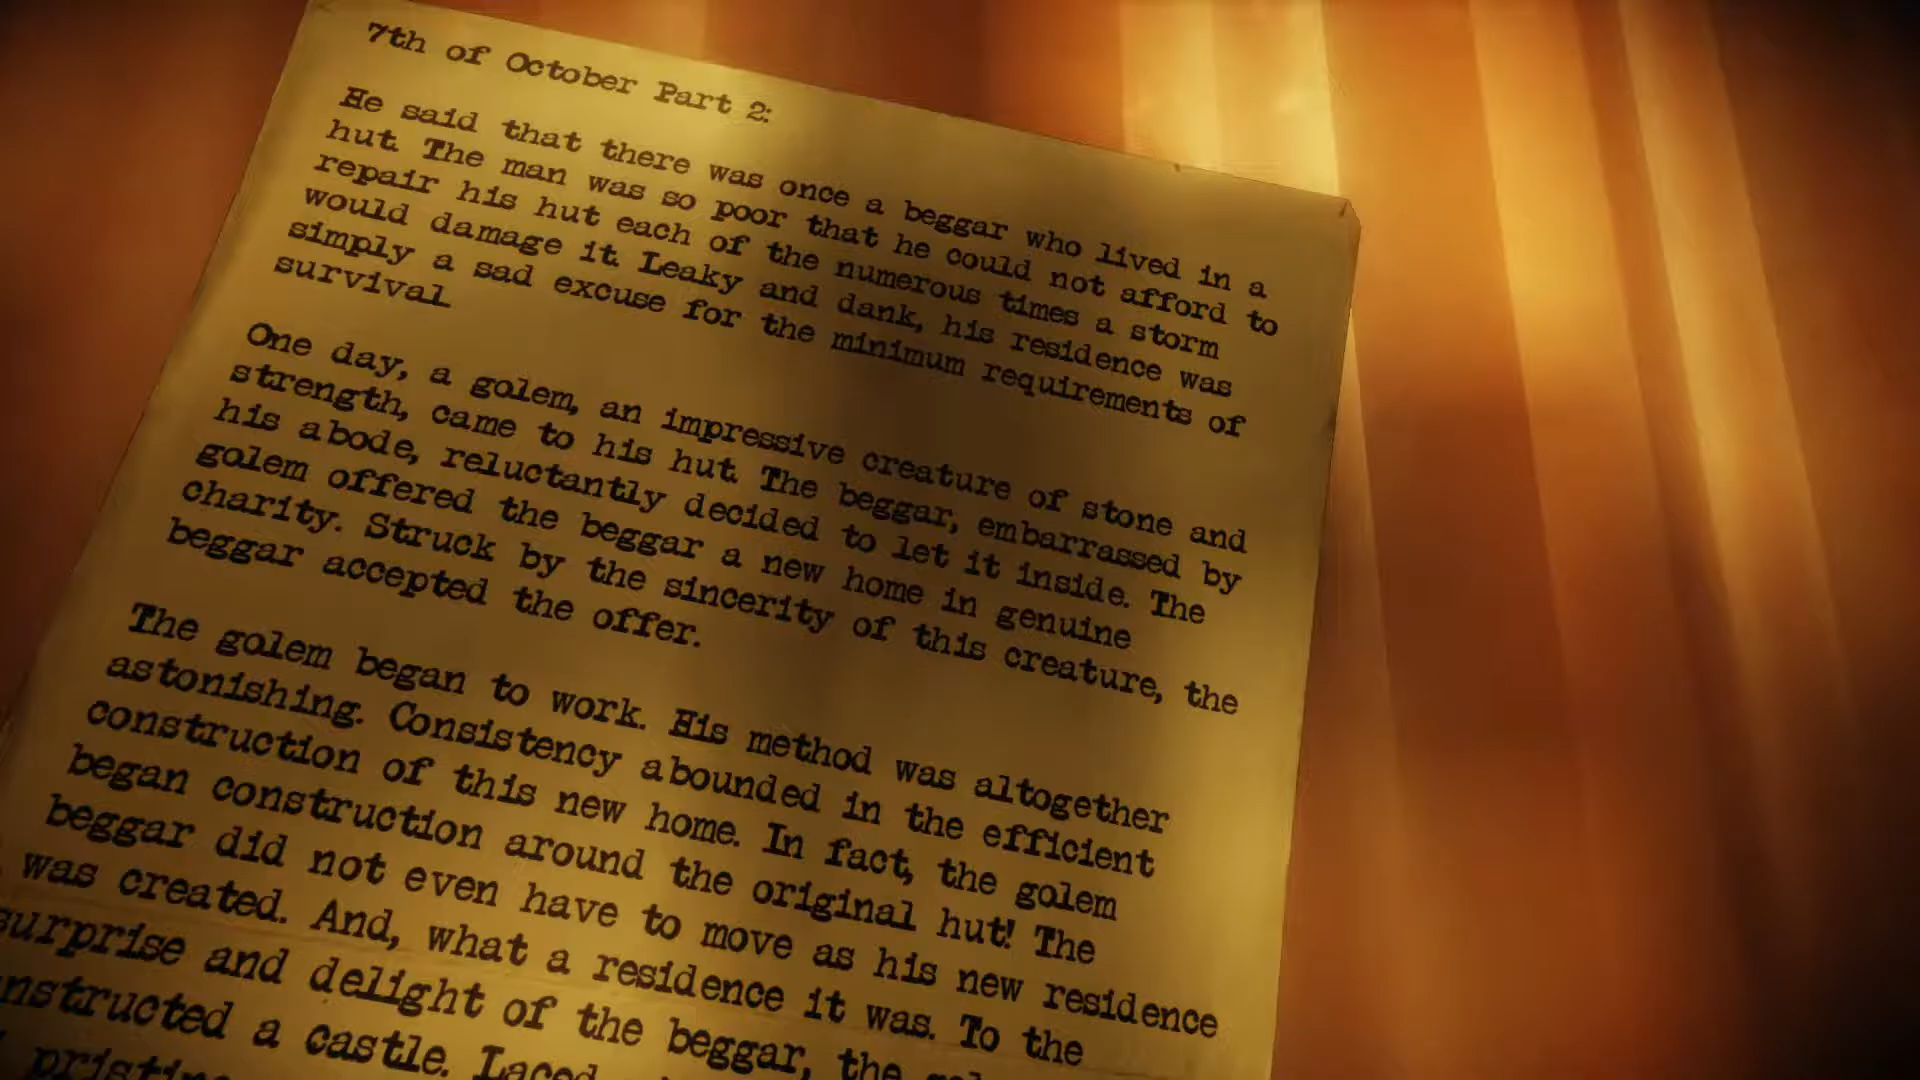 7th of October Part 2:
He said that there was once a beggar who lived in a
hut. The man was so poor that he could not afford to
repair his hut each of the numerous times a storm
would damage it. Leaky and dank, his residence was
simply a sad excuse for the minimum requirements of
survival.
One day, a golem, an impressive creature of stone and
strength, came to his hut. The beggar, embarrassed by
his abode, reluctantly decided to let it inside. The
golem offered the beggar a new home in genuine
charity. Struck by the sincerity of this creature, the
beggar accepted the offer.
The golem began to work. His method was altogether
astonishing. Consistency abounded in the efficient
construction of this new home. In fact, the golem
began construction around the original hut! The
beggar did not even have to move as his new residence
was created. And, what a residence it was. To the
surprise and delight of the beggar, the
nstructed a castle. Laced